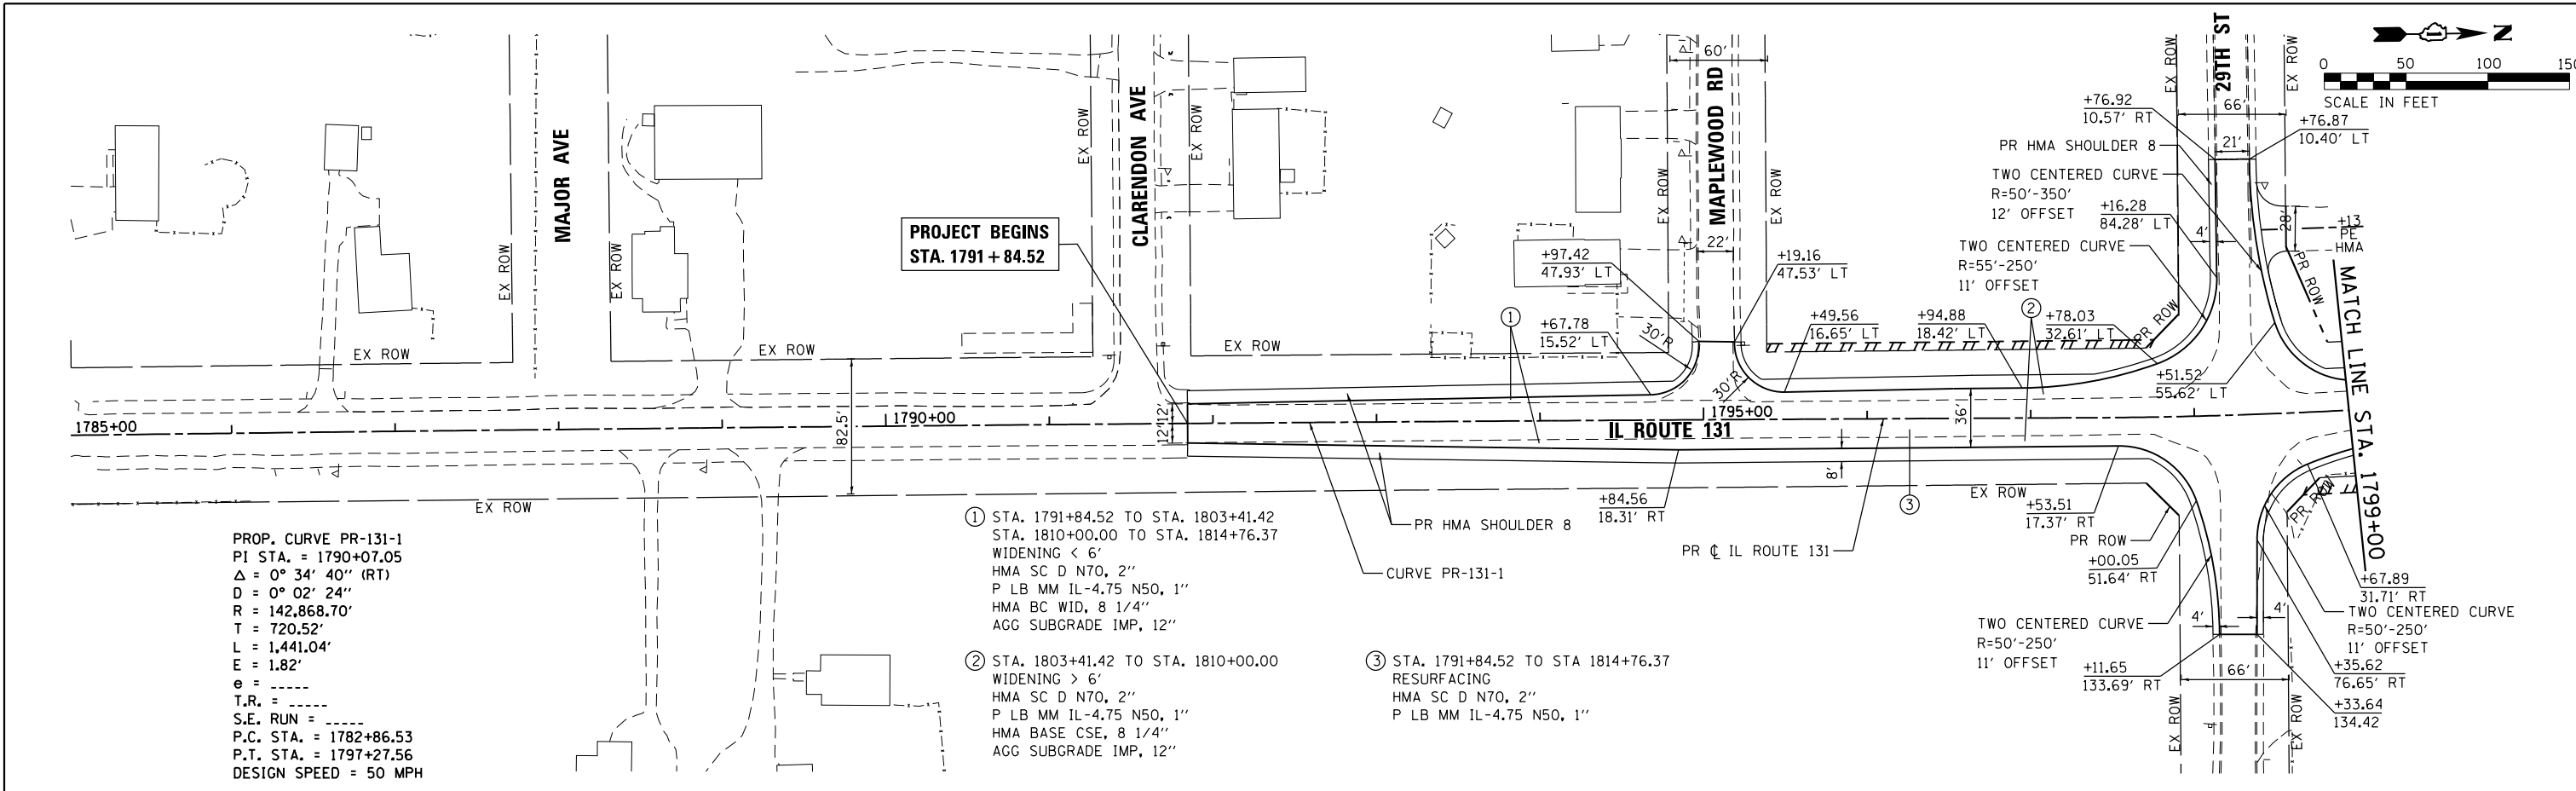 MAJOR AVE
CLARENDON AVE
MAPLEWOOD RD
29TH ST
N
0 50 100 150
SCALE IN FEET
EX ROW
EX ROW
EX ROW
EX ROW
EX ROW
EX ROW
EX ROW
EX ROW
60'
22'
66'
21'
28'
4'
+76.92
10.57' RT
+76.87
10.40' LT
PR HMA SHOULDER 8
TWO CENTERED CURVE
R=50'-350'
12' OFFSET
+16.28
84.28' LT
TWO CENTERED CURVE
R=55'-250'
11' OFFSET
+13
PE
HMA
PR ROW
PR ROW
MATCH LINE STA. 1799+00
PROJECT BEGINS
STA. 1791+84.52
+97.42
47.93' LT
+19.16
47.53' LT
+67.78
15.52' LT
30'R
30'R
+49.56
16.65' LT
+94.88
18.42' LT
+78.03
32.61' LT
+51.52
55.62' LT
1
2
3
EX ROW
EX ROW
EX ROW
1785+00
1790+00
1795+00
82.5'
12'
12'
36'
8'
IL ROUTE 131
EX ROW
EX ROW
+84.56
18.31' RT
PR HMA SHOULDER 8
CURVE PR-131-1
PR ℄ IL ROUTE 131
+53.51
17.37' RT
PR ROW
PR ROW
+00.05
51.64' RT
+67.89
31.71' RT
TWO CENTERED CURVE
R=50'-250'
11' OFFSET
TWO CENTERED CURVE
R=50'-250'
11' OFFSET
4'
4'
66'
+11.65
133.69' RT
+35.62
76.65' RT
+33.64
134.42
EX ROW
EX ROW
PROP. CURVE PR-131-1
PI STA. = 1790+07.05
Δ = 0° 34' 40'' (RT)
D = 0° 02' 24''
R = 142,868.70'
T = 720.52'
L = 1,441.04'
E = 1.82'
e = -----
T.R. = -----
S.E. RUN = -----
P.C. STA. = 1782+86.53
P.T. STA. = 1797+27.56
DESIGN SPEED = 50 MPH
1 STA. 1791+84.52 TO STA. 1803+41.42
STA. 1810+00.00 TO STA. 1814+76.37
WIDENING < 6'
HMA SC D N70, 2''
P LB MM IL-4.75 N50, 1''
HMA BC WID, 8 1/4''
AGG SUBGRADE IMP, 12''
2 STA. 1803+41.42 TO STA. 1810+00.00
WIDENING > 6'
HMA SC D N70, 2''
P LB MM IL-4.75 N50, 1''
HMA BASE CSE, 8 1/4''
AGG SUBGRADE IMP, 12''
3 STA. 1791+84.52 TO STA 1814+76.37
RESURFACING
HMA SC D N70, 2''
P LB MM IL-4.75 N50, 1''